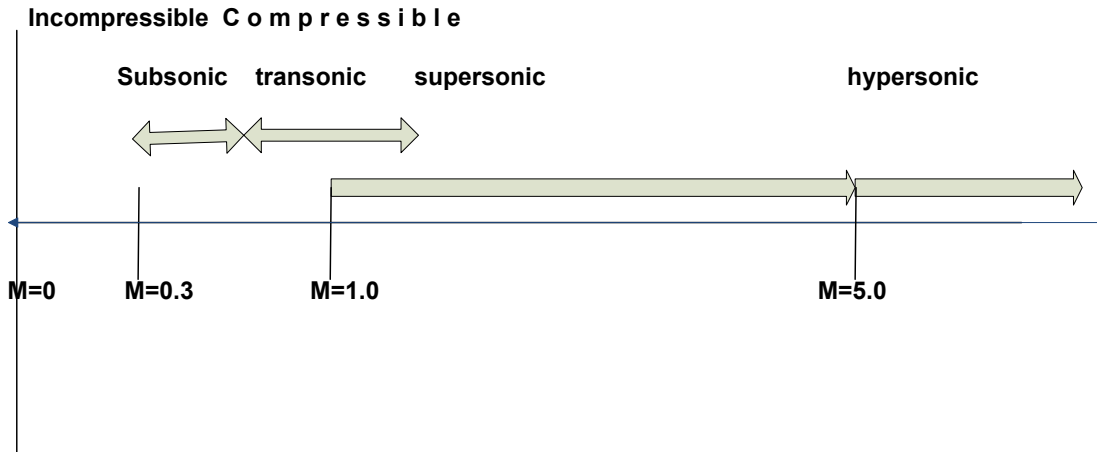 Incompressible C o m p r e s s i b l e
Subsonic transonic supersonic hypersonic
M=0 M=0.3 M=1.0 M=5.0